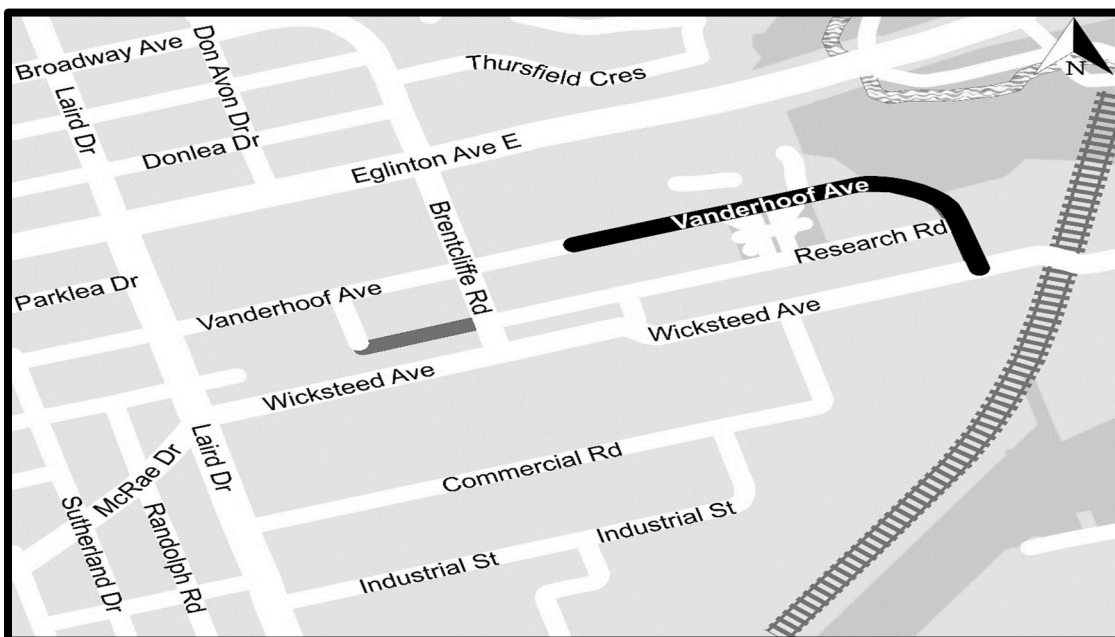 Broadway Ave
Don Avon Dr
Thursfield Cres
N
Laird Dr
Donlea Dr
Eglinton Ave E
Brentcliffe Rd
Vanderhoof Ave
Research Rd
Parklea Dr
Vanderhoof Ave
Wicksteed Ave
Wicksteed Ave
Laird Dr
McRae Dr
Commercial Rd
Sutherland Dr
Randolph Rd
Industrial St
Industrial St